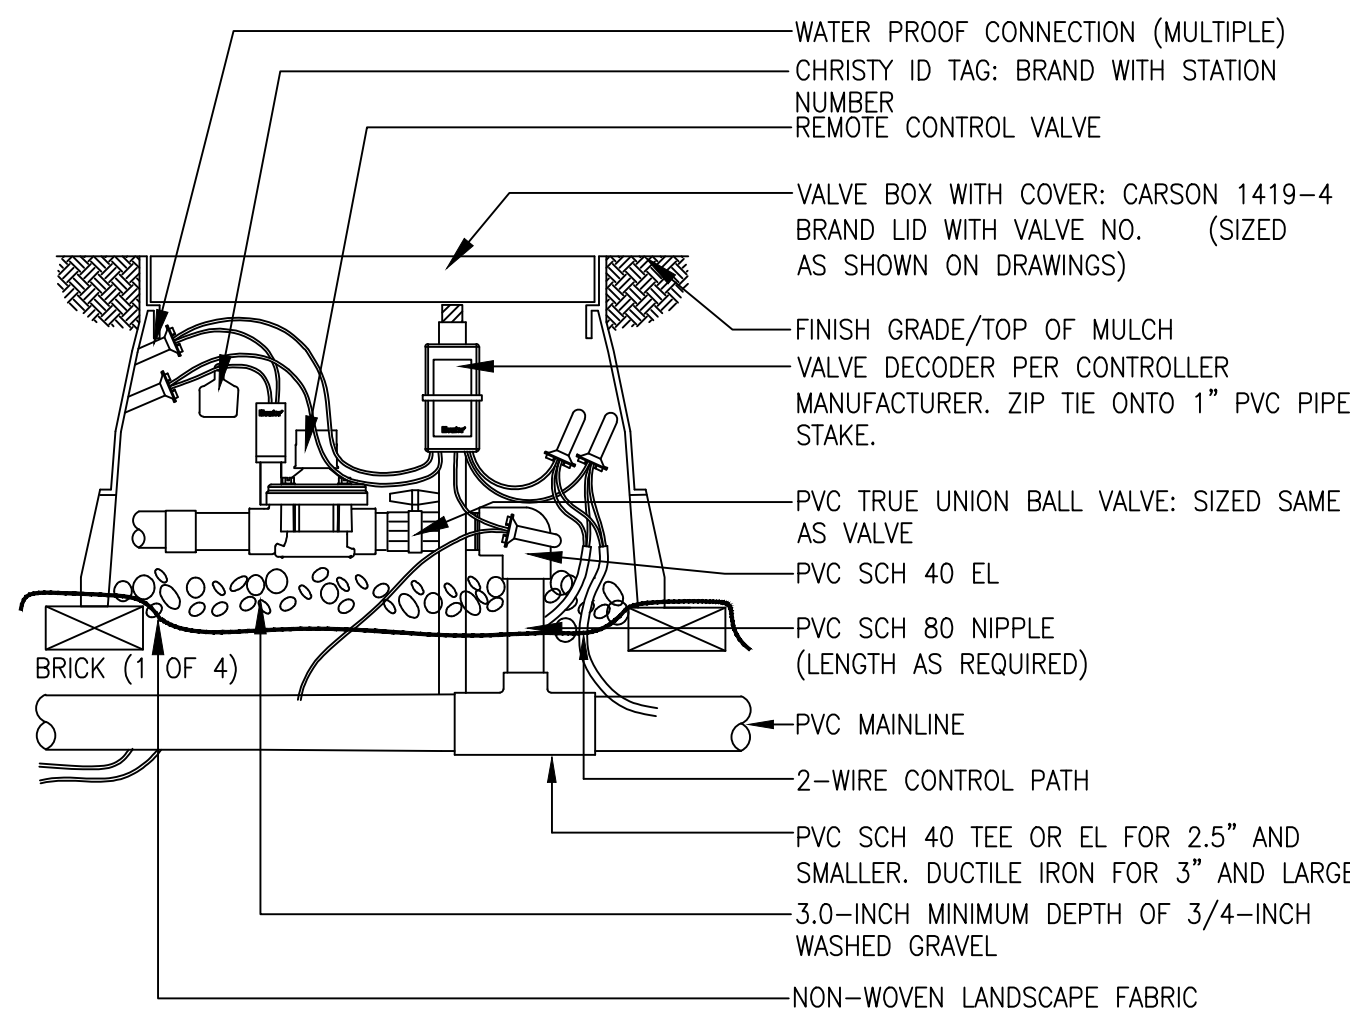 WATER PROOF CONNECTION (MULTIPLE)
CHRISTY ID TAG: BRAND WITH STATION
NUMBER
REMOTE CONTROL VALVE
VALVE BOX WITH COVER: CARSON 1419-4
BRAND LID WITH VALVE NO. (SIZED
AS SHOWN ON DRAWINGS)
FINISH GRADE/TOP OF MULCH
VALVE DECODER PER CONTROLLER
MANUFACTURER. ZIP TIE ONTO 1" PVC PIPE
STAKE.
PVC TRUE UNION BALL VALVE: SIZED SAME
AS VALVE
PVC SCH 40 EL
PVC SCH 80 NIPPLE
(LENGTH AS REQUIRED)
BRICK (1 OF 4)
PVC MAINLINE
2-WIRE CONTROL PATH
PVC SCH 40 TEE OR EL FOR 2.5" AND
SMALLER. DUCTILE IRON FOR 3" AND LARGE
3.0-INCH MINIMUM DEPTH OF 3/4-INCH
WASHED GRAVEL
NON-WOVEN LANDSCAPE FABRIC